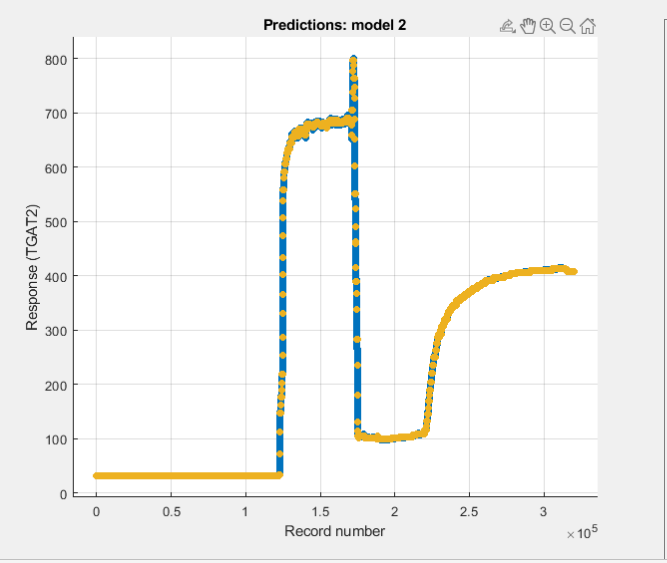 Predictions: model 2
800
700
600
500
400
300
200
100
0
Response (TGAT2)
0 0.5 1 1.5 2 2.5 3
Record number
×10^5